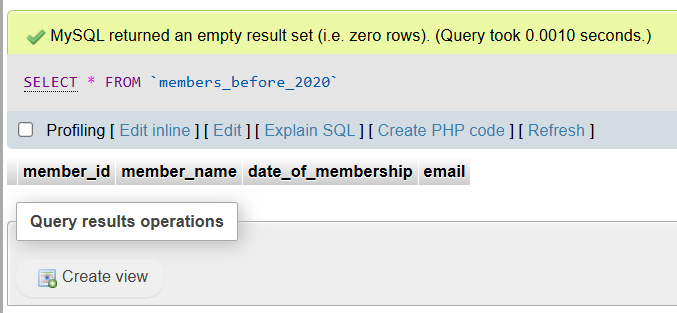 MySQL returned an empty result set (i.e. zero rows). (Query took 0.0010 seconds.)
SELECT * FROM `members_before_2020`
Profiling [ Edit inline ] [ Edit ] [ Explain SQL ] [ Create PHP code ] [ Refresh ]
member_id member_name date_of_membership email
Query results operations
Create view